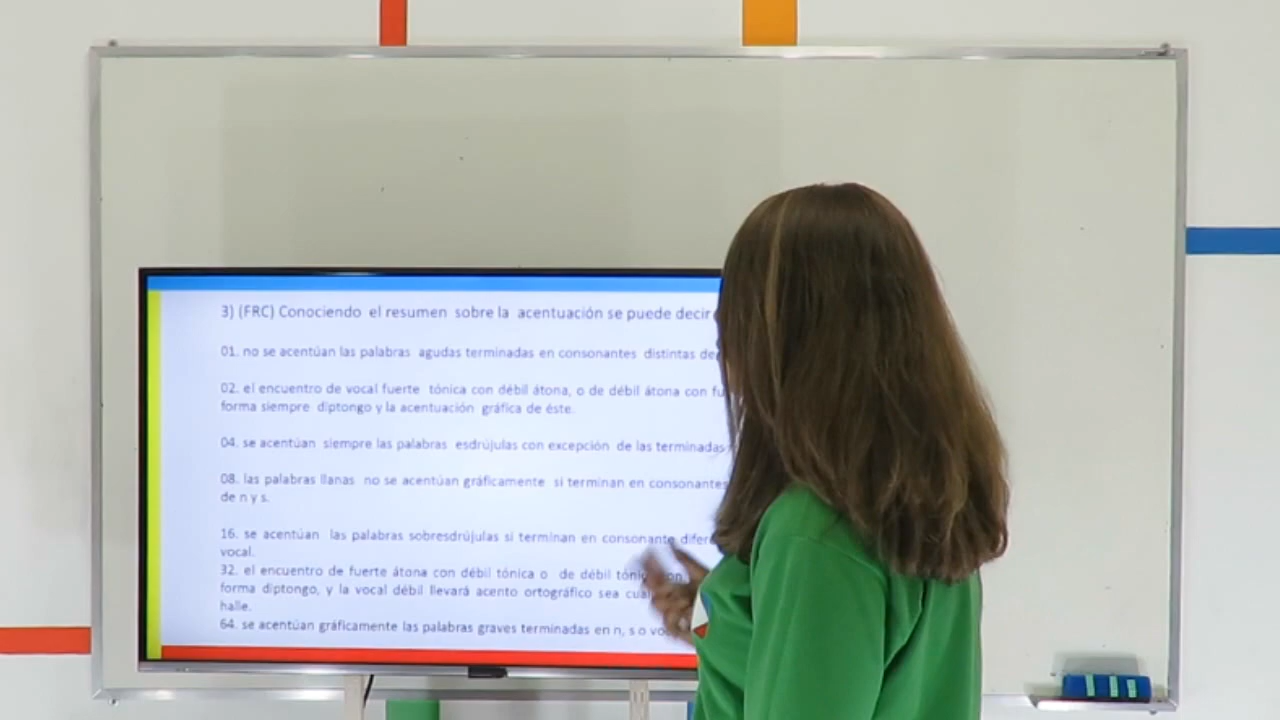 3) (FRC) Conociendo el resumen sobre la acentuación se puede decir
01. no se acentúan las palabras agudas terminadas en consonantes distintas de
02. el encuentro de vocal fuerte tónica con débil átona, o de débil átona con
forma siempre diptongo y la acentuación gráfica de éste.
04. se acentúan siempre las palabras esdrújulas con excepción de las terminadas
08. las palabras llanas no se acentúan gráficamente si terminan en consonantes
de n y s.
16. se acentúan las palabras sobresdrújulas si terminan en consonante
vocal.
32. el encuentro de fuerte átona con débil tónica o de débil
forma diptongo, y la vocal débil llevará acento ortográfico sea
halle.
64. se acentúan gráficamente las palabras graves terminadas en n, s o